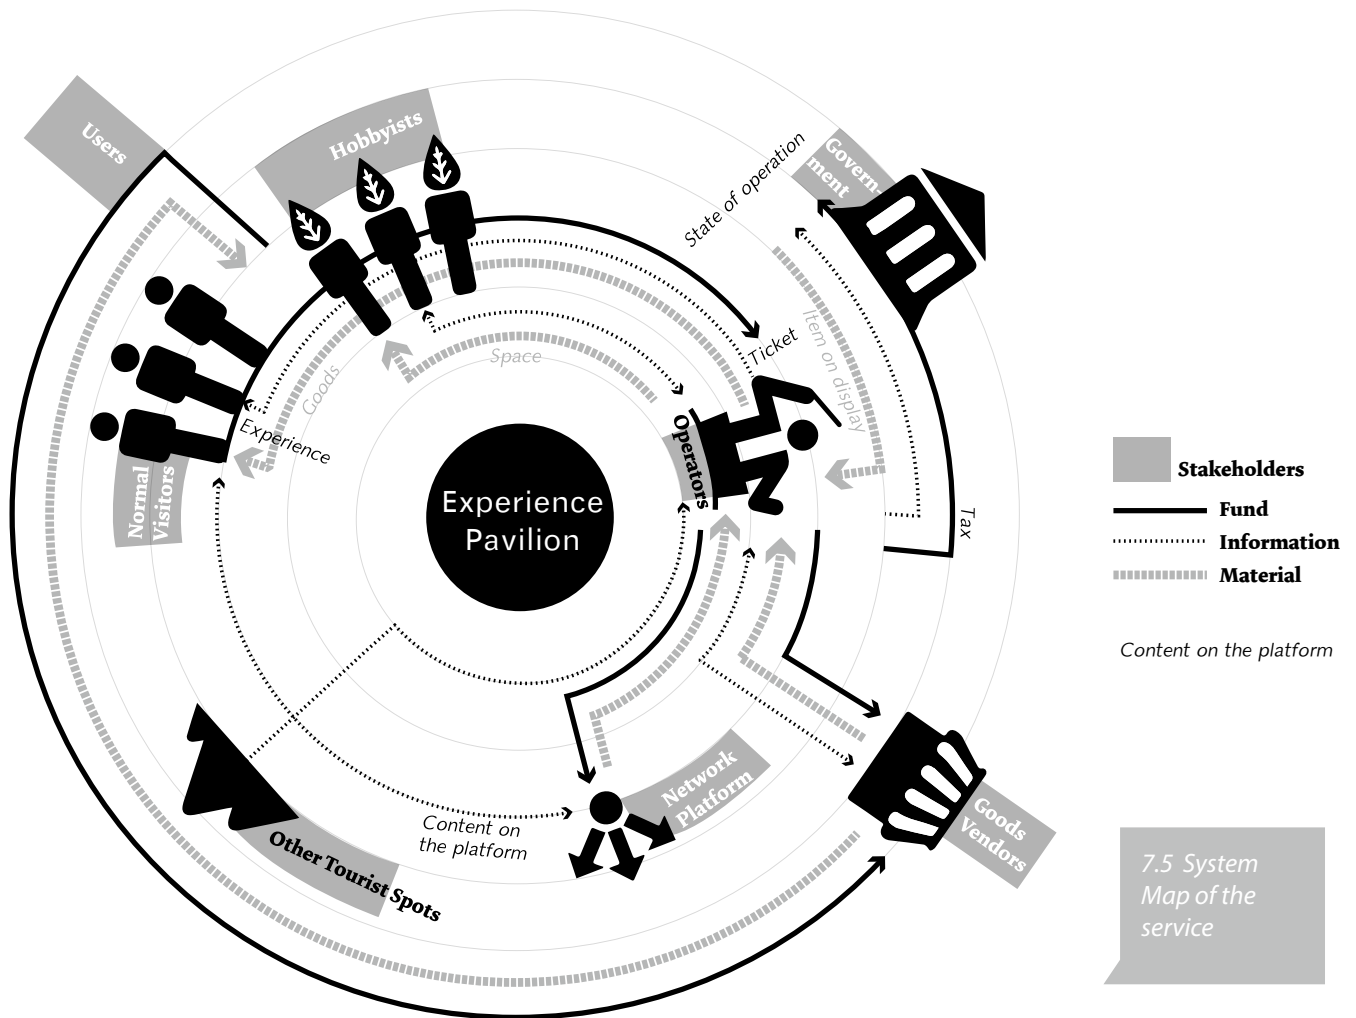 Users
Hobbyists
State of operation
Govern-
ment
Ticket
Item on display
Space
Goods
Experience
Normal
Visitors
Operators
Experience
Pavilion
Tax
Stakeholders
Fund
Information
Material
Content on the platform
Network
Platform
Goods
Vendors
Content on
the platform
Other Tourist Spots
7.5 System
Map of the
service